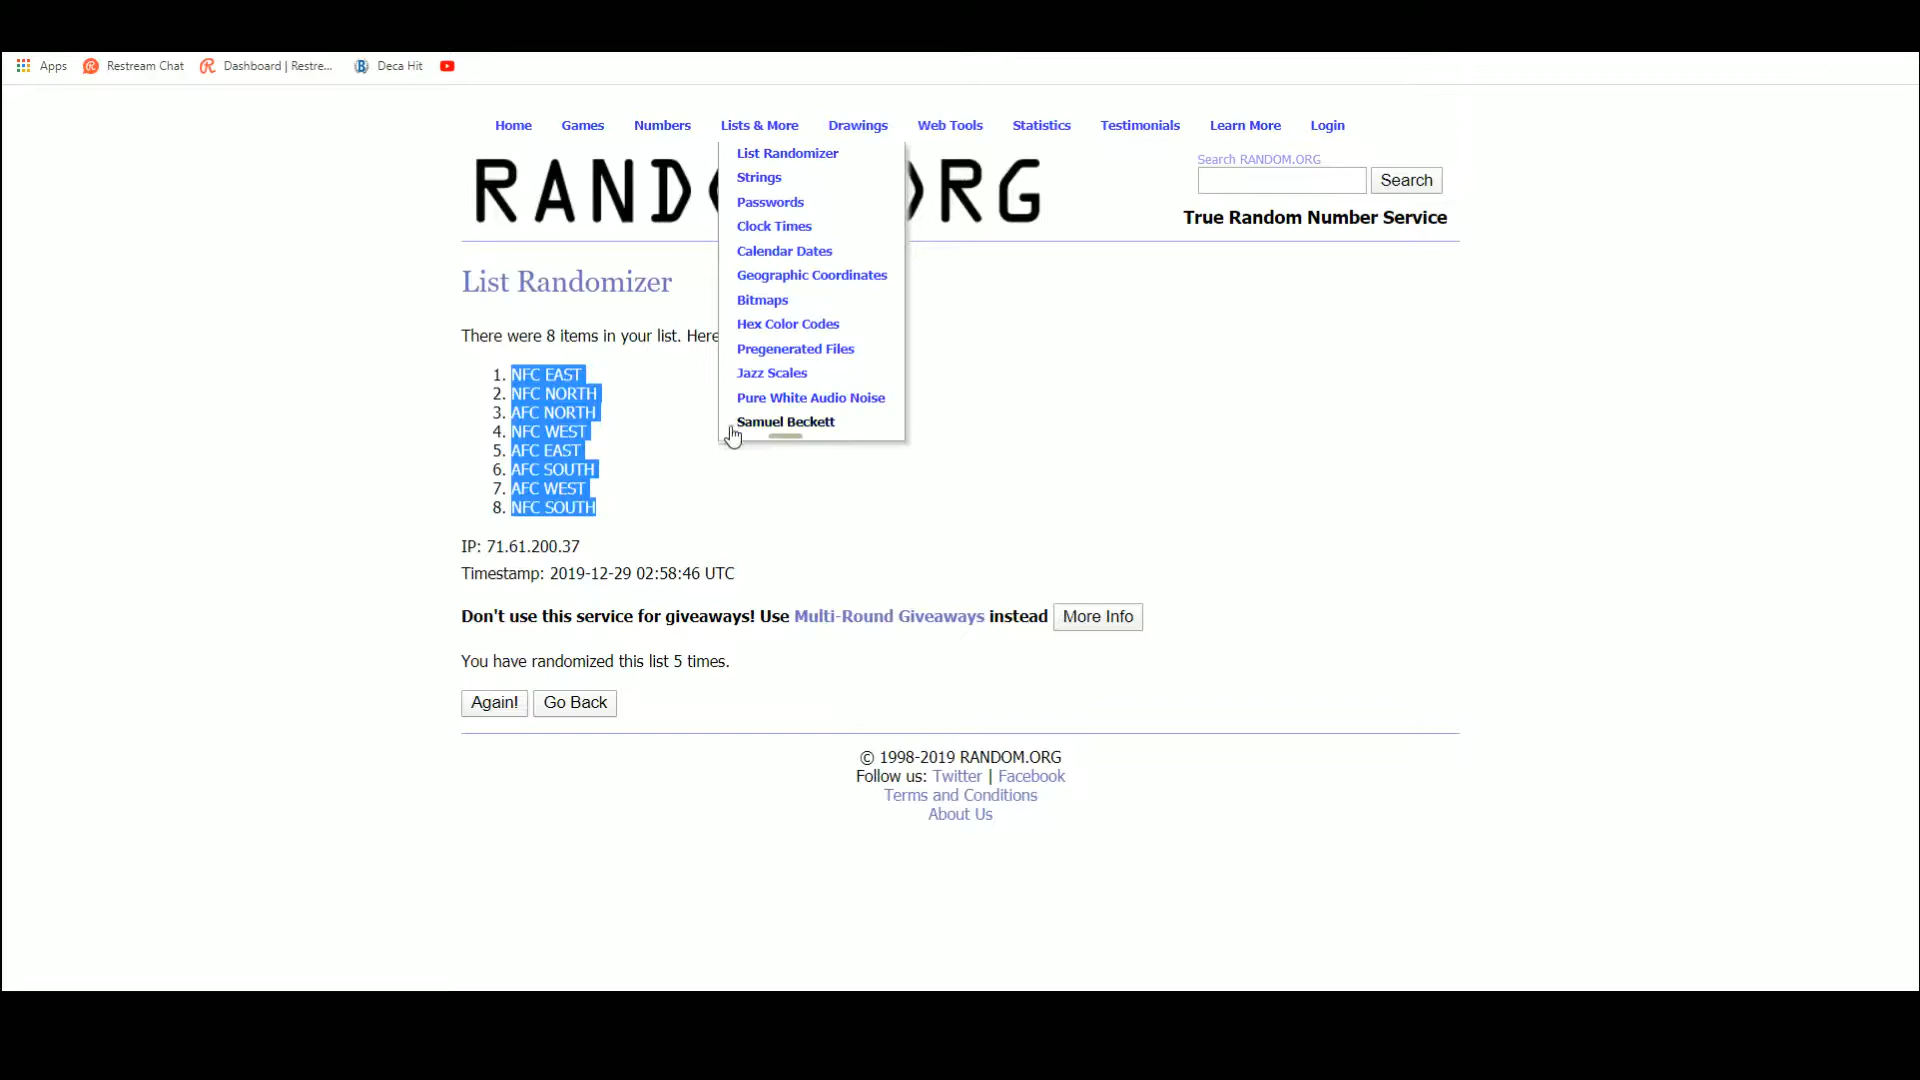 Apps Restream Chat Dashboard | Restre... Deca Hit
Home Games Numbers Lists & More Drawings Web Tools Statistics Testimonials Learn More Login
List Randomizer
Strings
Passwords
Clock Times
Calendar Dates
Geographic Coordinates
Bitmaps
Hex Color Codes
Pregenerated Files
Jazz Scales
Pure White Audio Noise
Samuel Beckett
RAND RG
Search RANDOM.ORG
Search
True Random Number Service
List Randomizer
There were 8 items in your list. Here
1. NFC EAST
2. NFC NORTH
3. AFC NORTH
4. NFC WEST
5. AFC EAST
6. AFC SOUTH
7. AFC WEST
8. NFC SOUTH
IP: 71.61.200.37
Timestamp: 2019-12-29 02:58:46 UTC
Don't use this service for giveaways! Use Multi-Round Giveaways instead More Info
You have randomized this list 5 times.
Again! Go Back
© 1998-2019 RANDOM.ORG
Follow us: Twitter | Facebook
Terms and Conditions
About Us